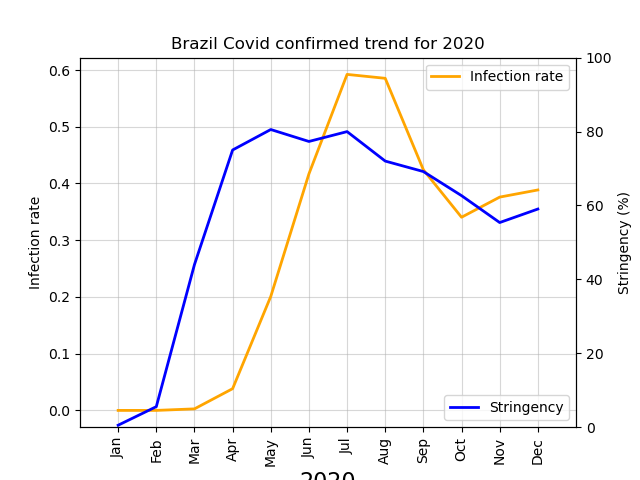 Brazil Covid confirmed trend for 2020
Infection rate
0.6
0.5
0.4
0.3
0.2
0.1
0.0
Infection rate
100
80
60
40
20
0
Stringency (%)
Stringency
Jan
Feb
Mar
Apr
May
Jun
Jul
Aug
Sep
Oct
Nov
Dec
2020